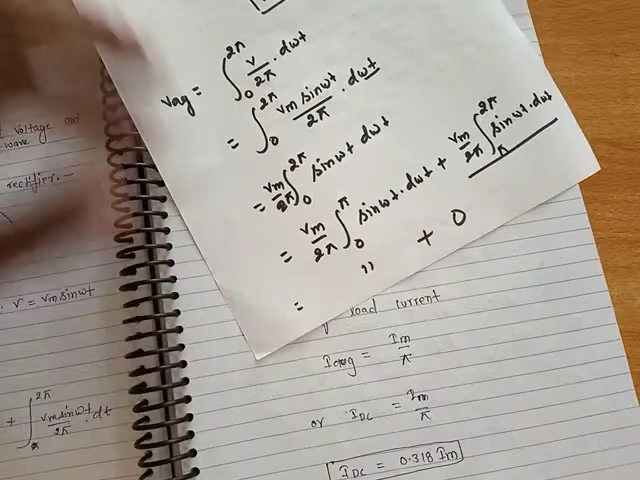 Vavg = ∫₀^2π V/2π . dωt
= ∫₀^2π Vm sinωt/2π . dωt
= Vm/2π ∫₀^2π sinωt dωt
= Vm/2π ∫₀^π sinωt . dωt + Vm/2π ∫π^2π sinωt . dωt
= " + 0
voltage and
wave
rectifier. -
: V = Vm sinωt
+ ∫π^2π Vm sinωt/2π . dt
load current
Iavg = Im/π
or IDC = Im/π
IDC = 0.318 Im